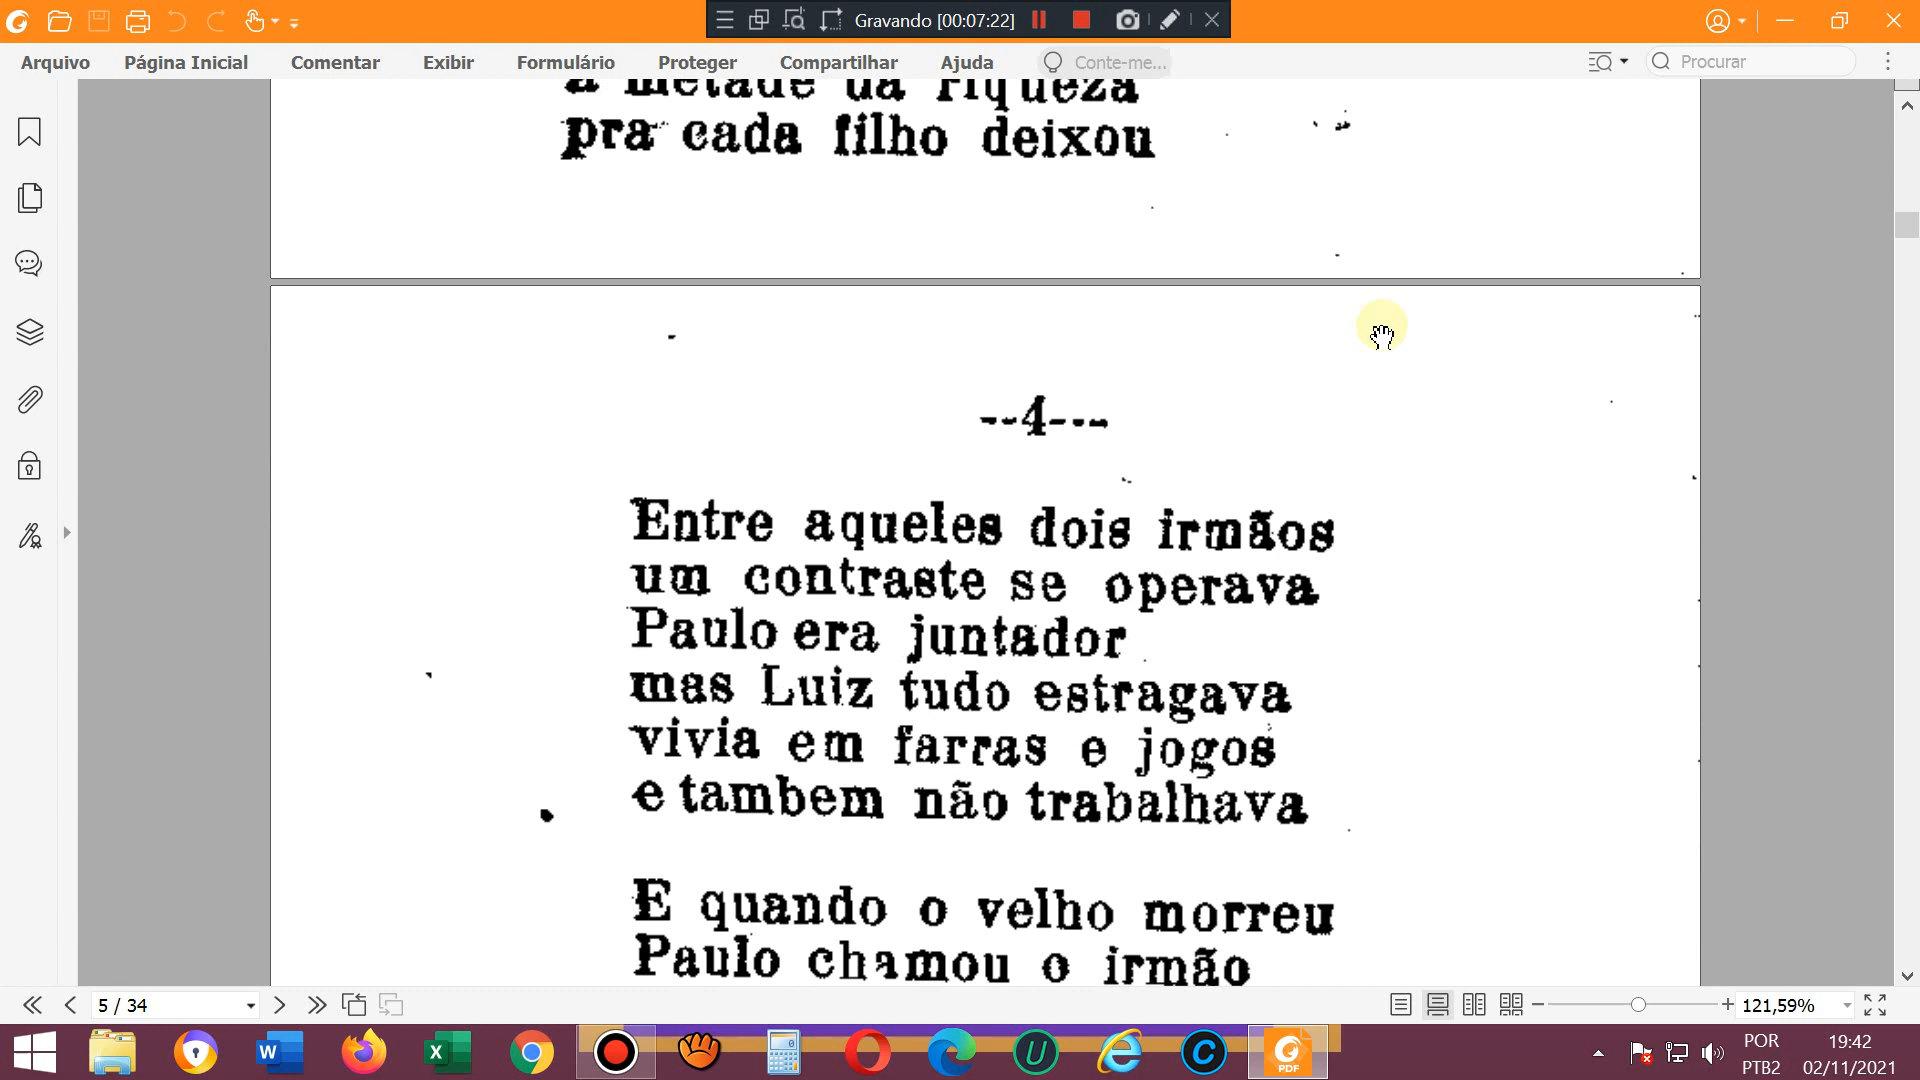 Gravando [00:07:22]
Arquivo Página Inicial Comentar Exibir Formulário Proteger Compartilhar Ajuda Conte-me... Procurar
a metade da riqueza
pra cada filho deixou
--4---
Entre aqueles dois irmãos
um contraste se operava
Paulo era juntador
mas Luiz tudo estragava
vivia em farras e jogos
e tambem não trabalhava
E quando o velho morreu
Paulo chamou o irmão
5 / 34
121,59%
POR
PTB2
19:42
02/11/2021